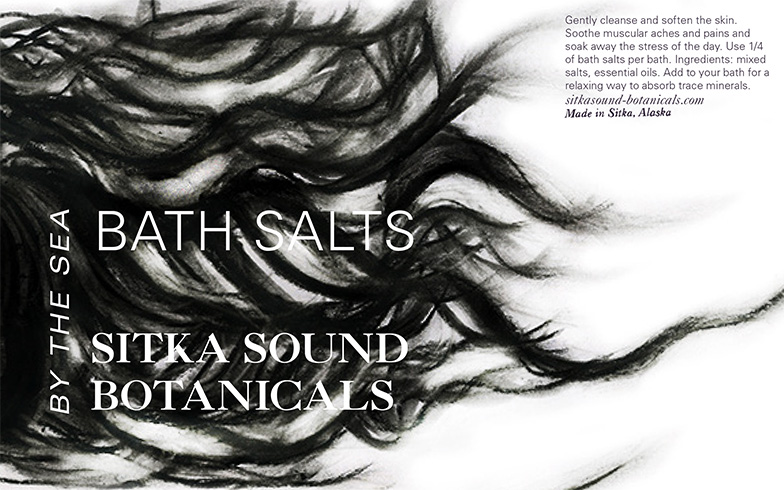 Gently cleanse and soften the skin.
Soothe muscular aches and pains and
soak away the stress of the day. Use 1/4
of bath salts per bath. Ingredients: mixed
salts, essential oils. Add to your bath for a
relaxing way to absorb trace minerals.
sitkasound-botanicals.com
Made in Sitka, Alaska
BY THE SEA
BATH SALTS
SITKA SOUND
BOTANICALS